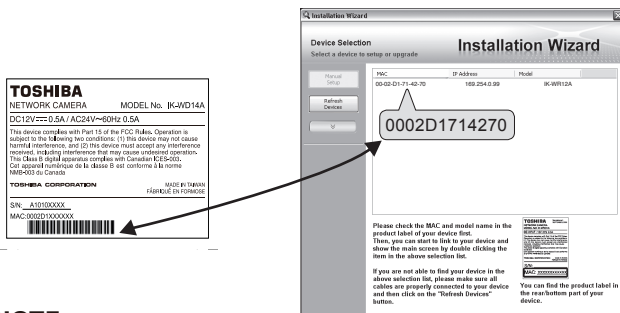 TOSHIBA
NETWORK CAMERA MODEL No. IK-WD14A
DC12V⎓0.5A / AC24V~60Hz 0.5A
This device complies with Part 15 of the FCC Rules. Operation is
subject to the following two conditions: (1) this device may not cause
harmful interference, and (2) this device must accept any interference
received, including interference that may cause undesired operation.
This Class B digital apparatus complies with Canadian ICES-003.
Cet appareil numérique de la classe B est conforme à la norme
NMB-003 du Canada
TOSHIBA CORPORATION
MADE IN TAIWAN
FABRIQUÉ EN FORMOSE
S/N: A1010XXXX
MAC:0002D1XXXXXX
Installation Wizard
Device Selection
Select a device to setup or upgrade
Installation Wizard
Manual
Setup
Refresh
Devices
MAC IP Address Model
00-02-D1-71-42-70 169.254.0.99 IK-WR12A
0002D1714270
Please check the MAC and model name in the
product label of your device first.
Then, you can start to link to your device and
show the main screen by double clicking the
item in the above selection list.
If you are not able to find your device in the
above selection list, please make sure all
cables are properly connected to your device
and then click on the "Refresh Devices"
button.
TOSHIBA
S/N:
MAC: XXXXXXXXXXXX
You can find the product label in
the rear/bottom part of your
device.